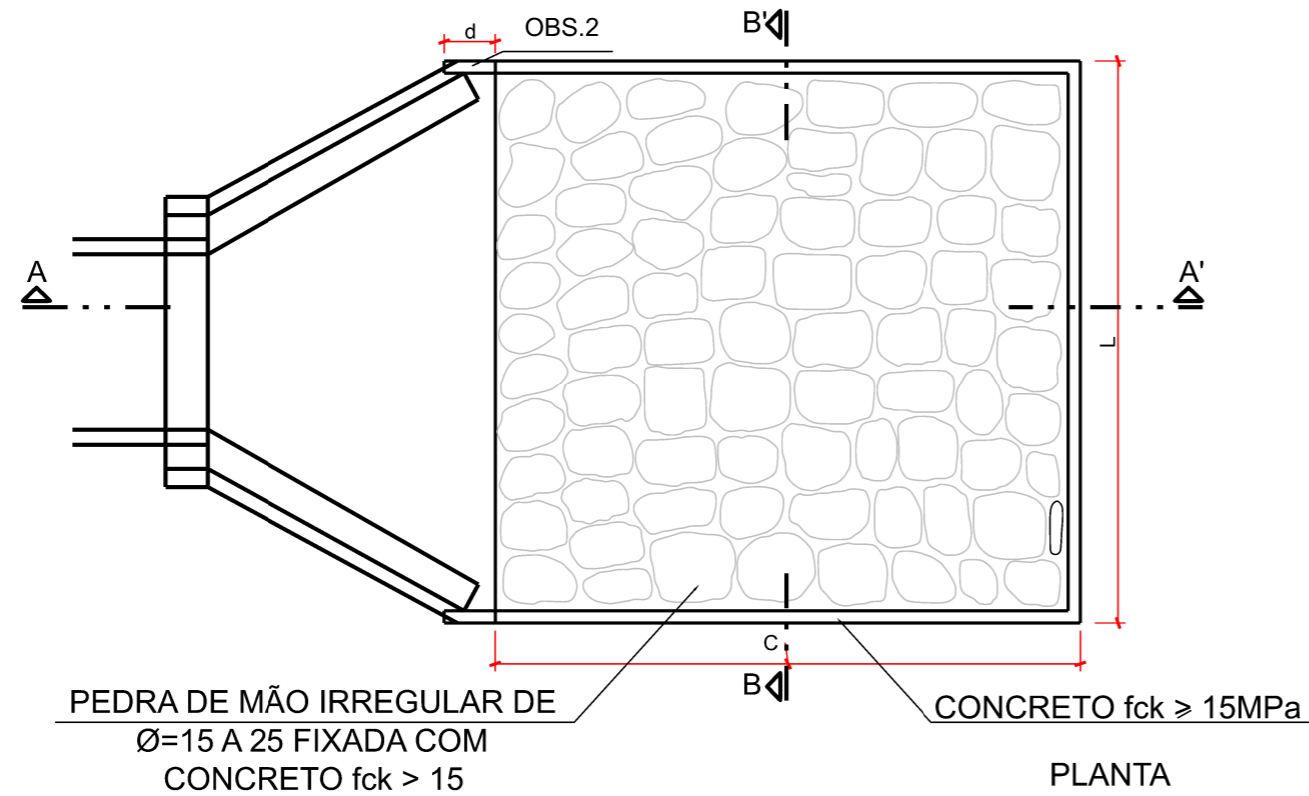 d
OBS.2
B'
A
A'
L
C
B
PEDRA DE MÃO IRREGULAR DE
Ø=15 A 25 FIXADA COM
CONCRETO fck > 15
CONCRETO fck ⩾ 15MPa
PLANTA